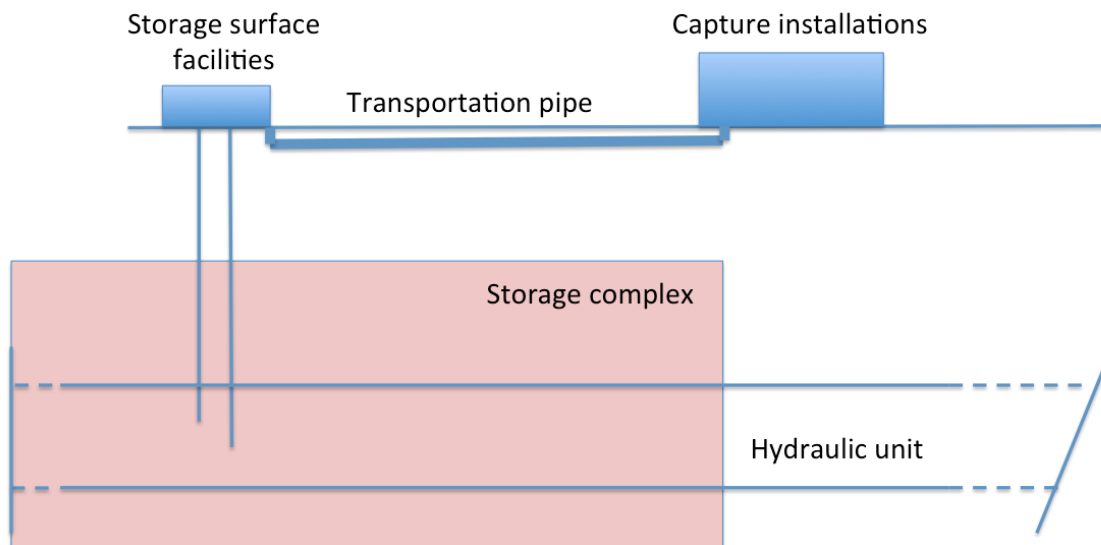 Storage surface
facilities
Capture installations
Transportation pipe
Storage complex
Hydraulic unit